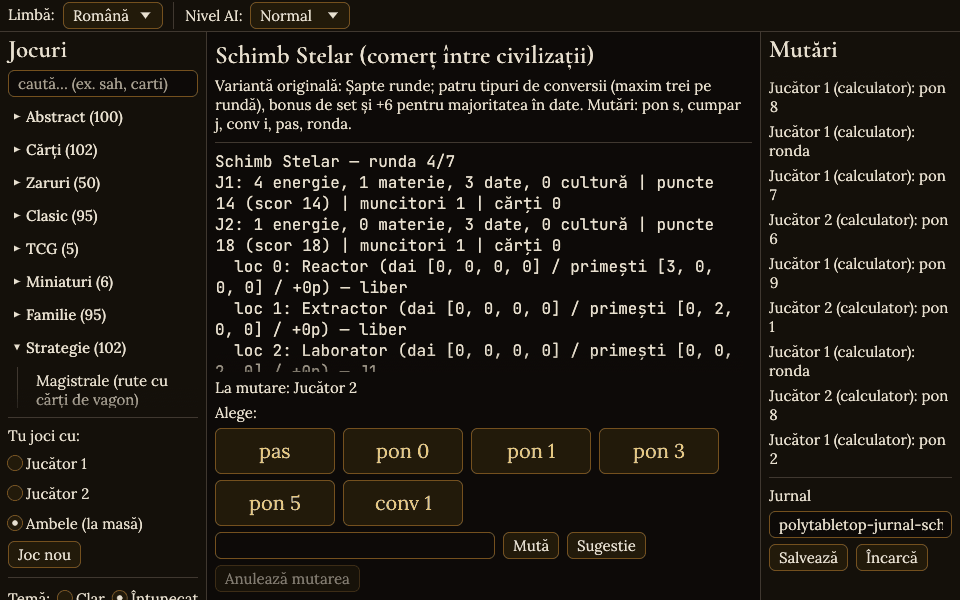 Limbă: Română ▼ Nivel AI: Normal ▼
Jocuri
caută... (ex. sah, carti)
▸ Abstract (100)
▸ Cărți (102)
▸ Zaruri (50)
▸ Clasic (95)
▸ TCG (5)
▸ Miniaturi (6)
▸ Familie (95)
▾ Strategie (102)
Magistrale (rute cu
cărți de vagon)
Tu joci cu:
Jucător 1
Jucător 2
Ambele (la masă)
Joc nou
Temă: Clar Întunecat
Schimb Stelar (comerț între civilizații)
Variantă originală: Șapte runde; patru tipuri de conversii (maxim trei pe
rundă), bonus de set și +6 pentru majoritatea în date. Mutări: pon s, cumpar
j, conv i, pas, ronda.
Schimb Stelar — runda 4/7
J1: 4 energie, 1 materie, 3 date, 0 cultură | puncte
14 (scor 14) | muncitori 1 | cărți 0
J2: 1 energie, 0 materie, 3 date, 0 cultură | puncte
18 (scor 18) | muncitori 1 | cărți 0
loc 0: Reactor (dai [0, 0, 0, 0] / primești [3, 0,
0, 0] / +0p) — liber
loc 1: Extractor (dai [0, 0, 0, 0] / primești [0, 2,
0, 0] / +0p) — liber
loc 2: Laborator (dai [0, 0, 0, 0] / primești [0, 0,
2, 0] / +0p) — J1
La mutare: Jucător 2
Alege:
pas pon 0 pon 1 pon 3
pon 5 conv 1
Mută Sugestie
Anulează mutarea
Mutări
Jucător 1 (calculator): pon
8
Jucător 1 (calculator):
ronda
Jucător 1 (calculator): pon
7
Jucător 2 (calculator): pon
6
Jucător 1 (calculator): pon
9
Jucător 2 (calculator): pon
1
Jucător 1 (calculator):
ronda
Jucător 2 (calculator): pon
8
Jucător 1 (calculator): pon
2
Jurnal
polytabletop-jurnal-sch
Salvează Încarcă